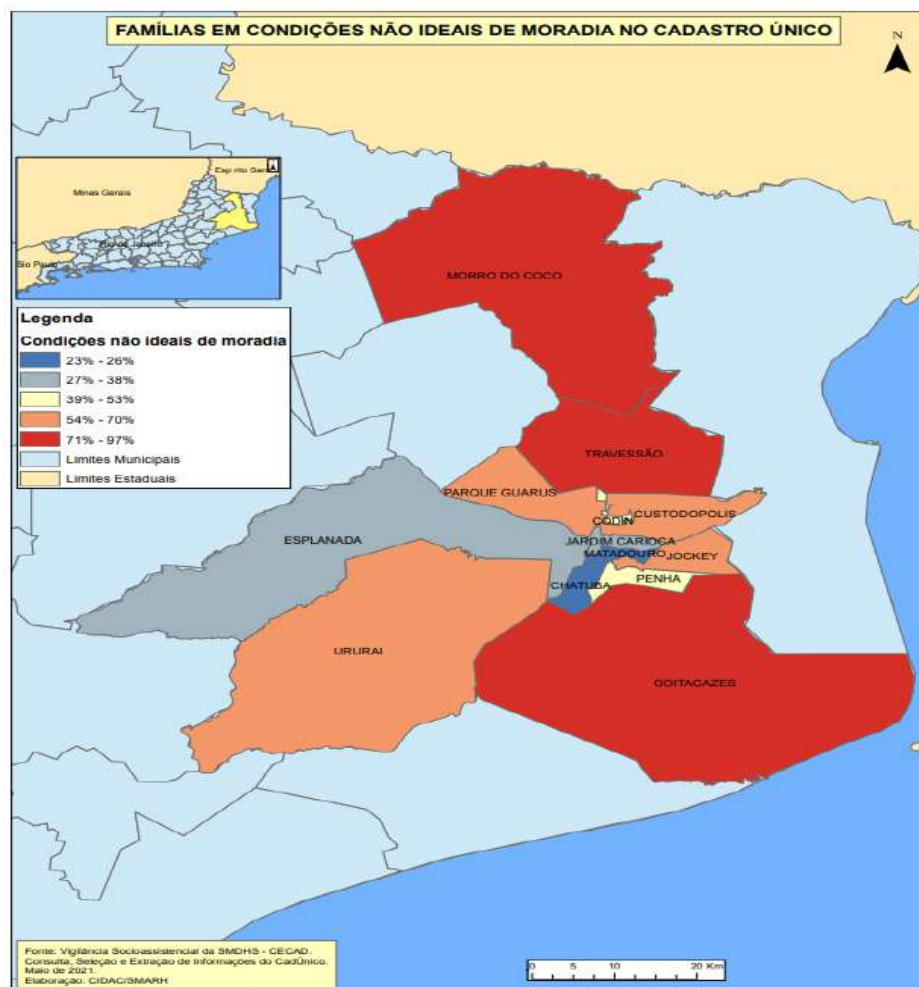 FAMÍLIAS EM CONDIÇÕES NÃO IDEAIS DE MORADIA NO CADASTRO ÚNICO
N
Minas Gerais
Rio de Janeiro
São Paulo
Legenda
Condições não ideais de moradia
23% - 26%
27% - 38%
39% - 53%
54% - 70%
71% - 97%
Limites Municipais
Limites Estaduais
MORRO DO COCO
TRAVESSÃO
PARQUE GUARUS
CODIN
CUSTODOPOLIS
ESPLANADA
JARDIM CARIOCA
MATADOURO
JOCKEY
CHATUBA
PENHA
URURAI
GOITACAZES
Fonte: Vigilância Socioassistencial da SMDHS - CECAD.
Consulta, Seleção e Extração de Informações do CadÚnico.
Maio de 2021.
Elaboração: CIDAC/SMARH
0 5 10 20 Km